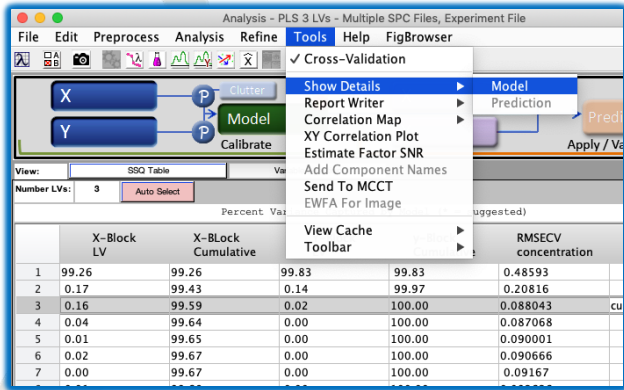 Analysis - PLS 3 LVs - Multiple SPC Files, Experiment File
File Edit Preprocess Analysis Refine Tools Help FigBrowser
✓ Cross-Validation
Show Details
Model
Report Writer
Prediction
Correlation Map
XY Correlation Plot
Estimate Factor SNR
Add Component Names
Send To MCCT
EWFA For Image
View Cache
Toolbar
X
P
Clutter
Model
Y
P
Calibrate
Predi
Apply / Va
View: SSQ Table Va
Number LVs: 3 Auto Select
Percent Var uggested)
X-Block LV X-BLock Cumulative RMSECV concentration
1 99.26 99.26 99.83 99.83 0.48593
2 0.17 99.43 0.14 99.97 0.20816
3 0.16 99.59 0.02 100.00 0.088043 cu
4 0.04 99.64 0.00 100.00 0.087068
5 0.01 99.65 0.00 100.00 0.090001
6 0.02 99.67 0.00 100.00 0.090666
7 0.00 99.67 0.00 100.00 0.09167